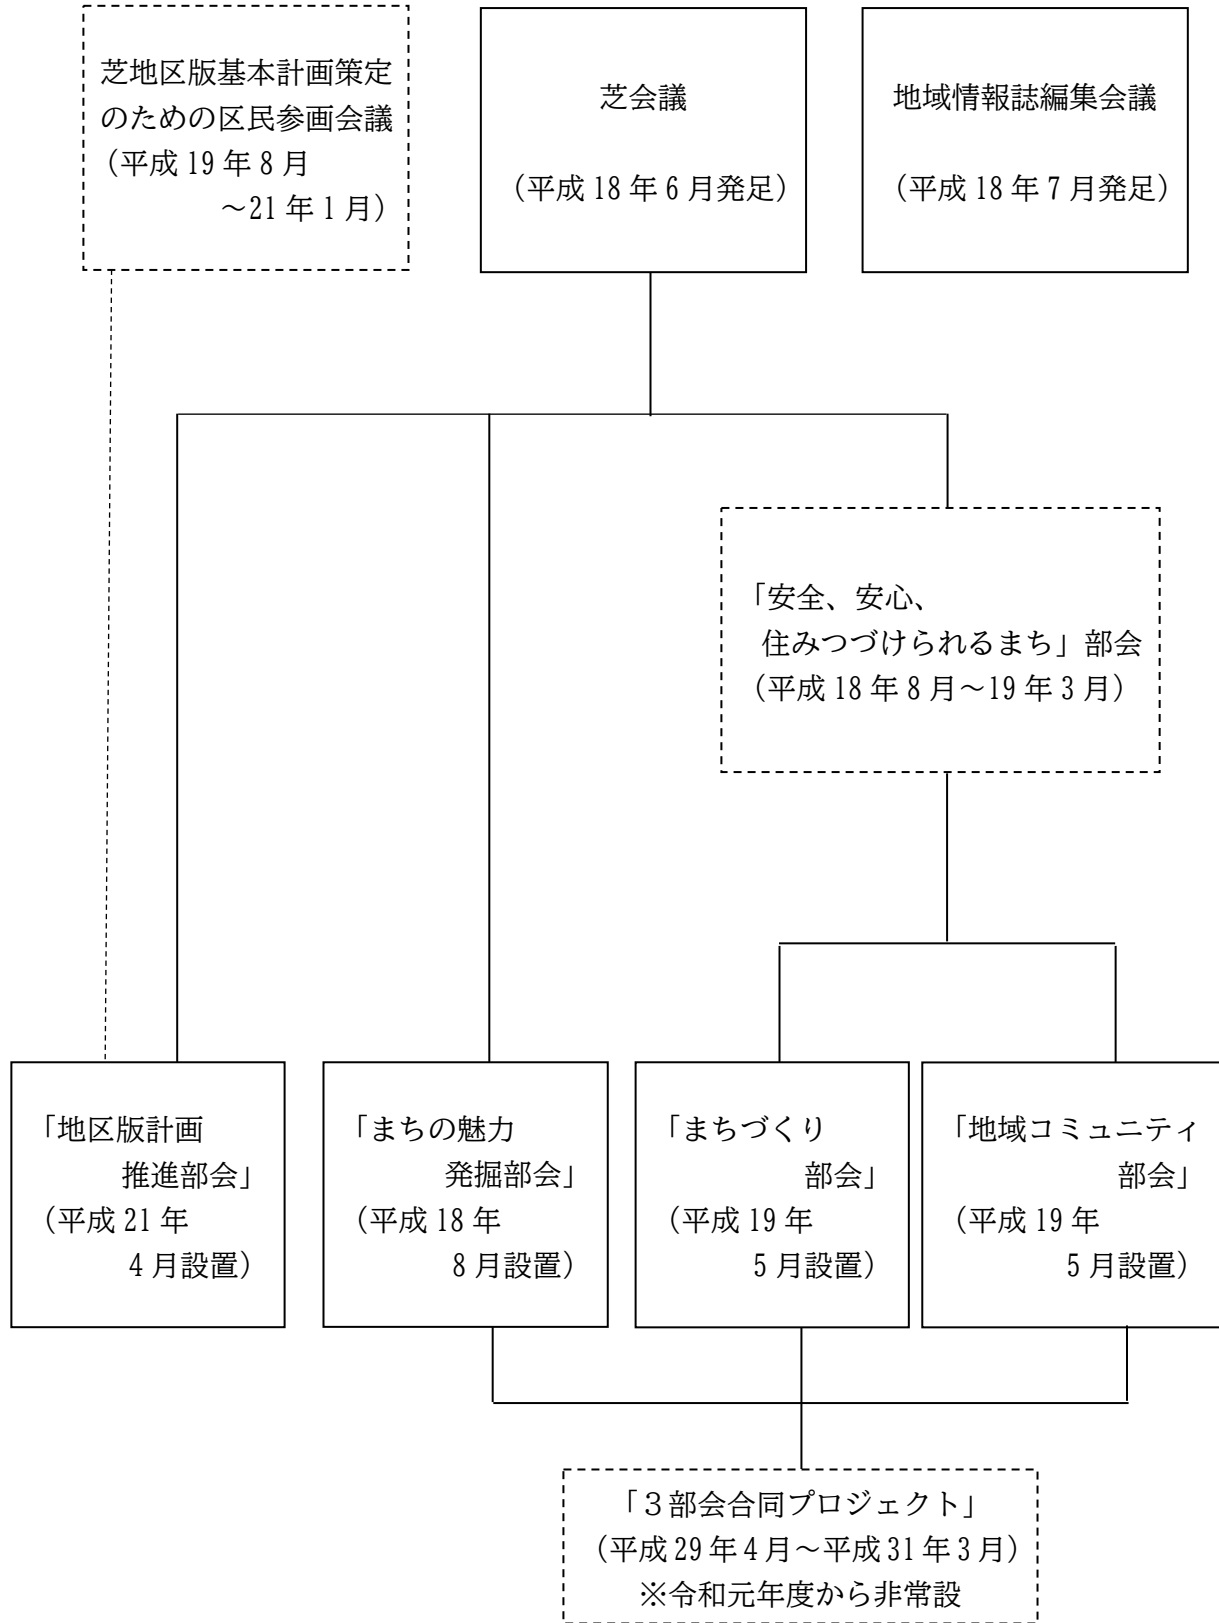 芝地区版基本計画策定
のための区民参画会議
（平成 19 年 8 月
～21 年 1 月）
芝会議
（平成 18 年 6 月発足）
地域情報誌編集会議
（平成 18 年 7 月発足）
「安全、安心、
住みつづけられるまち」部会
（平成 18 年 8 月～19 年 3 月）
「地区版計画
推進部会」
（平成 21 年
4 月設置）
「まちの魅力
発掘部会」
（平成 18 年
8 月設置）
「まちづくり
部会」
（平成 19 年
5 月設置）
「地域コミュニティ
部会」
（平成 19 年
5 月設置）
「３部会合同プロジェクト」
（平成 29 年 4 月～平成 31 年 3 月）
※令和元年度から非常設